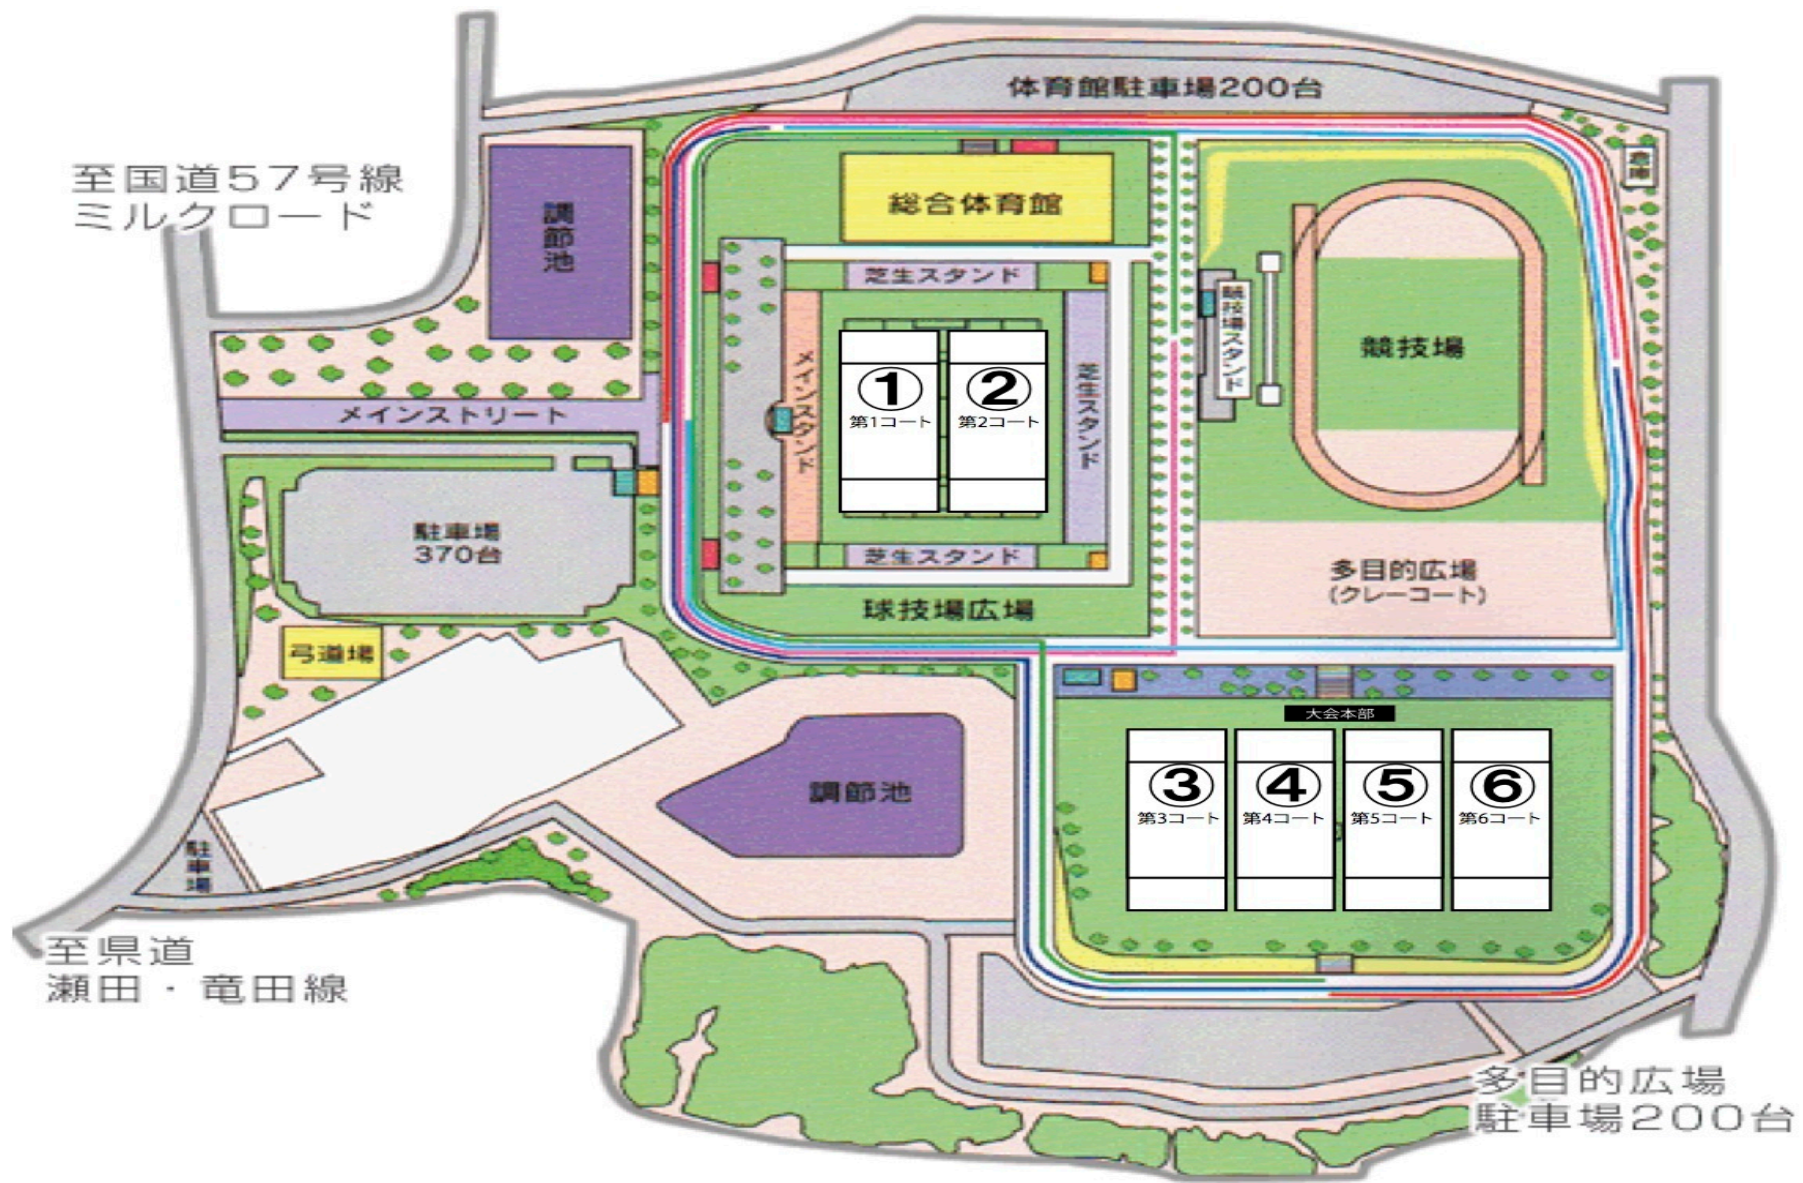 体育館駐車場200台
至国道57号線
ミルクロード
調節池
総合体育館
倉庫
芝生スタンド
競技場スタンド
競技場
メインスタンド
①
第1コート
②
第2コート
芝生スタンド
メインストリート
駐車場
370台
芝生スタンド
多目的広場
(クレーコート)
球技場広場
弓道場
大会本部
調節池
③
第3コート
④
第4コート
⑤
第5コート
⑥
第6コート
駐車場
至県道
瀬田・竜田線
多目的広場
駐車場200台